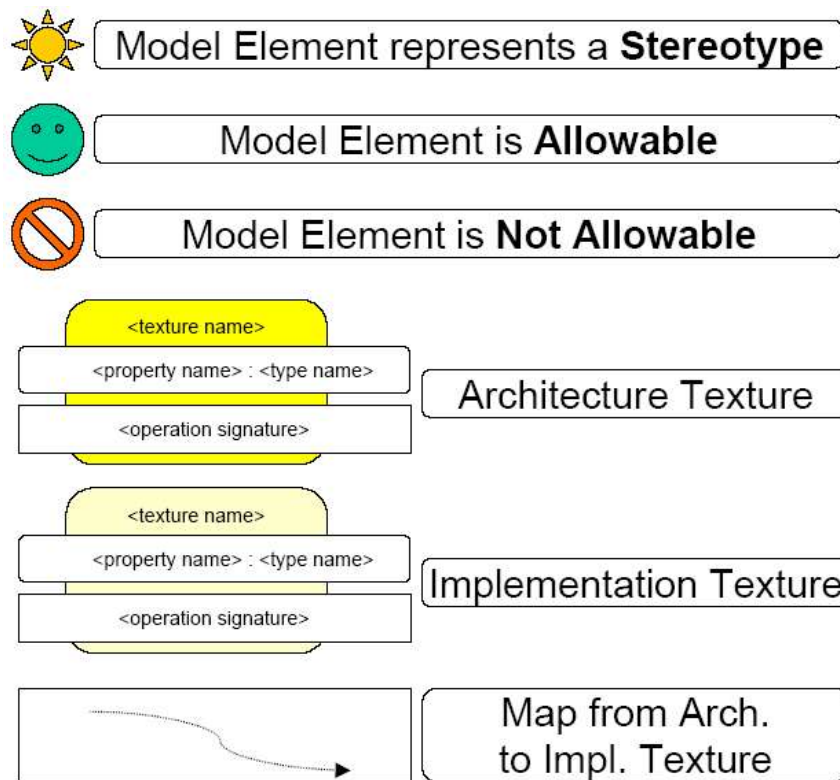 Model Element represents a Stereotype
Model Element is Allowable
Model Element is Not Allowable
<texture name>
<property name> : <type name>
<operation signature>
Architecture Texture
<texture name>
<property name> : <type name>
<operation signature>
Implementation Texture
Map from Arch.
to Impl. Texture